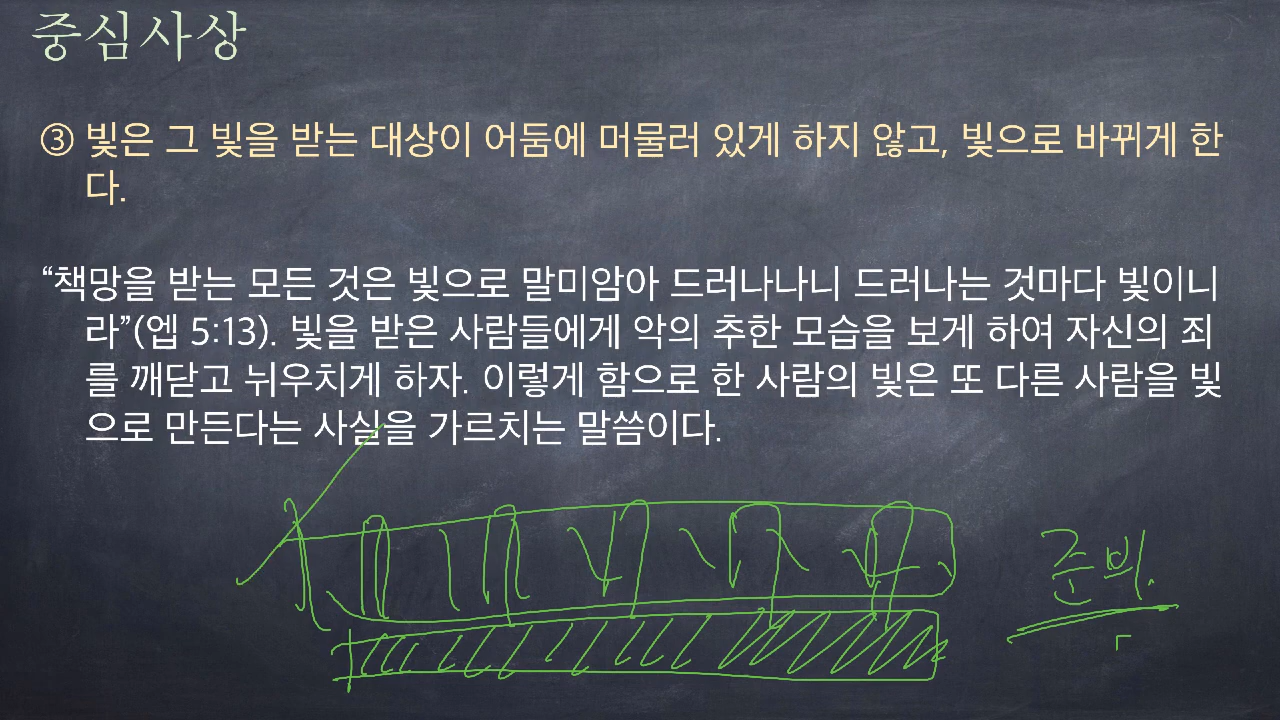 중심사상
③ 빛은 그 빛을 받는 대상이 어둠에 머물러 있게 하지 않고, 빛으로 바뀌게 한
다.
“책망을 받는 모든 것은 빛으로 말미암아 드러나나니 드러나는 것마다 빛이니
라”(엡 5:13). 빛을 받은 사람들에게 악의 추한 모습을 보게 하여 자신의 죄
를 깨닫고 뉘우치게 하자. 이렇게 함으로 한 사람의 빛은 또 다른 사람을 빛
으로 만든다는 사실을 가르치는 말씀이다.
준비